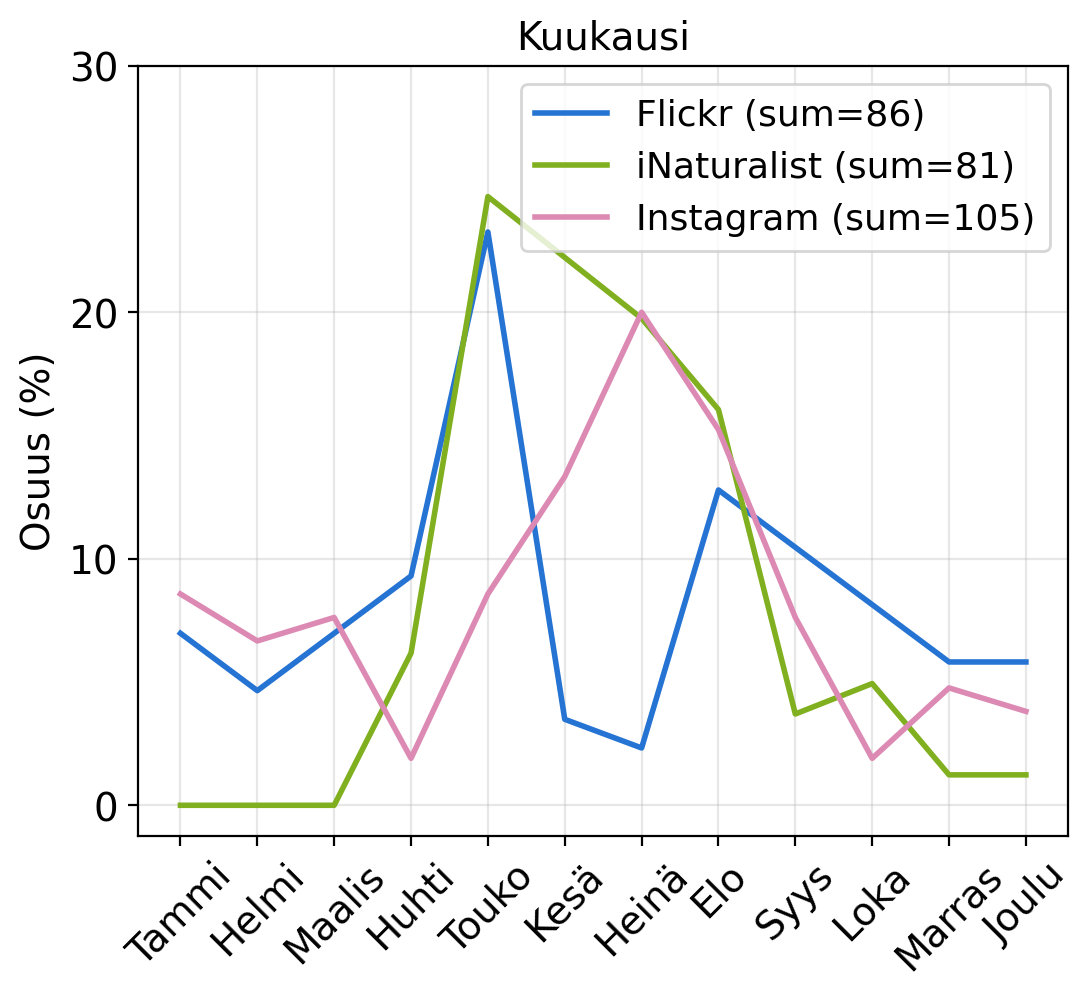 Kuukausi
Flickr (sum=86)
iNaturalist (sum=81)
Instagram (sum=105)
Osuus (%)
30
20
10
0
Tammi
Helmi
Maalis
Huhti
Touko
Kesä
Heinä
Elo
Syys
Loka
Marras
Joulu